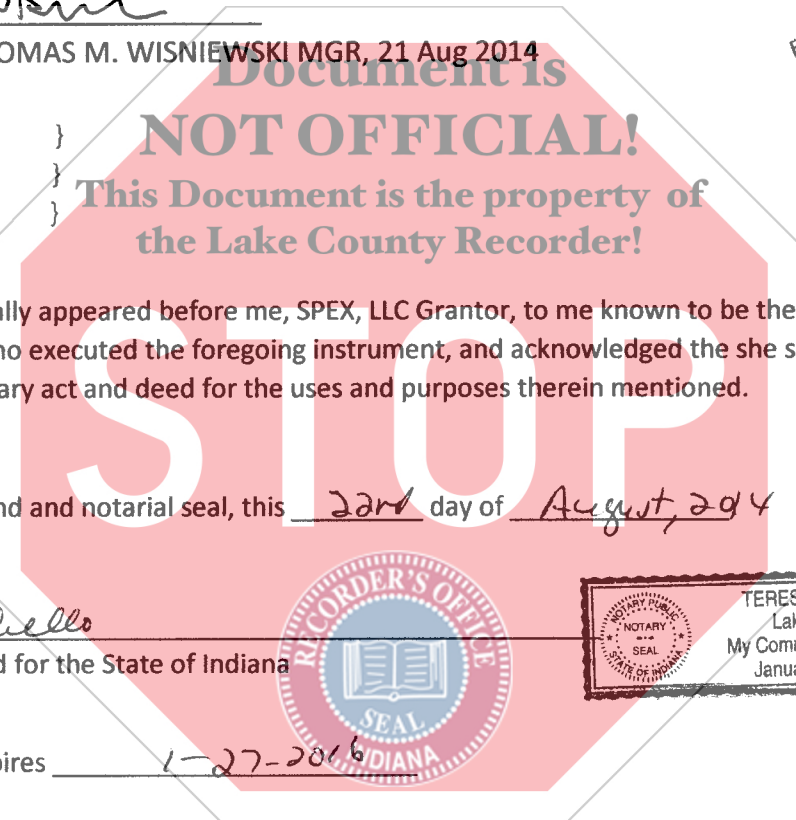 OMAS M. WISNIEWSKI MGR, 21 Aug 2014
Document is
NOT OFFICIAL!
}
}
This Document is the property of
}
the Lake County Recorder!
ally appeared before me, SPEX, LLC Grantor, to me known to be the
no executed the foregoing instrument, and acknowledged the she s
ary act and deed for the uses and purposes therein mentioned.
STOP
nd and notarial seal, this 22nd day of August, 2014
RECORDER'S OFFICE
SEAL
INDIANA
NOTARY PUBLIC
NOTARY
SEAL
STATE OF INDIANA
TERES
Lak
My Comm
Janua
ello
d for the State of Indiana
ires 1-27-2016